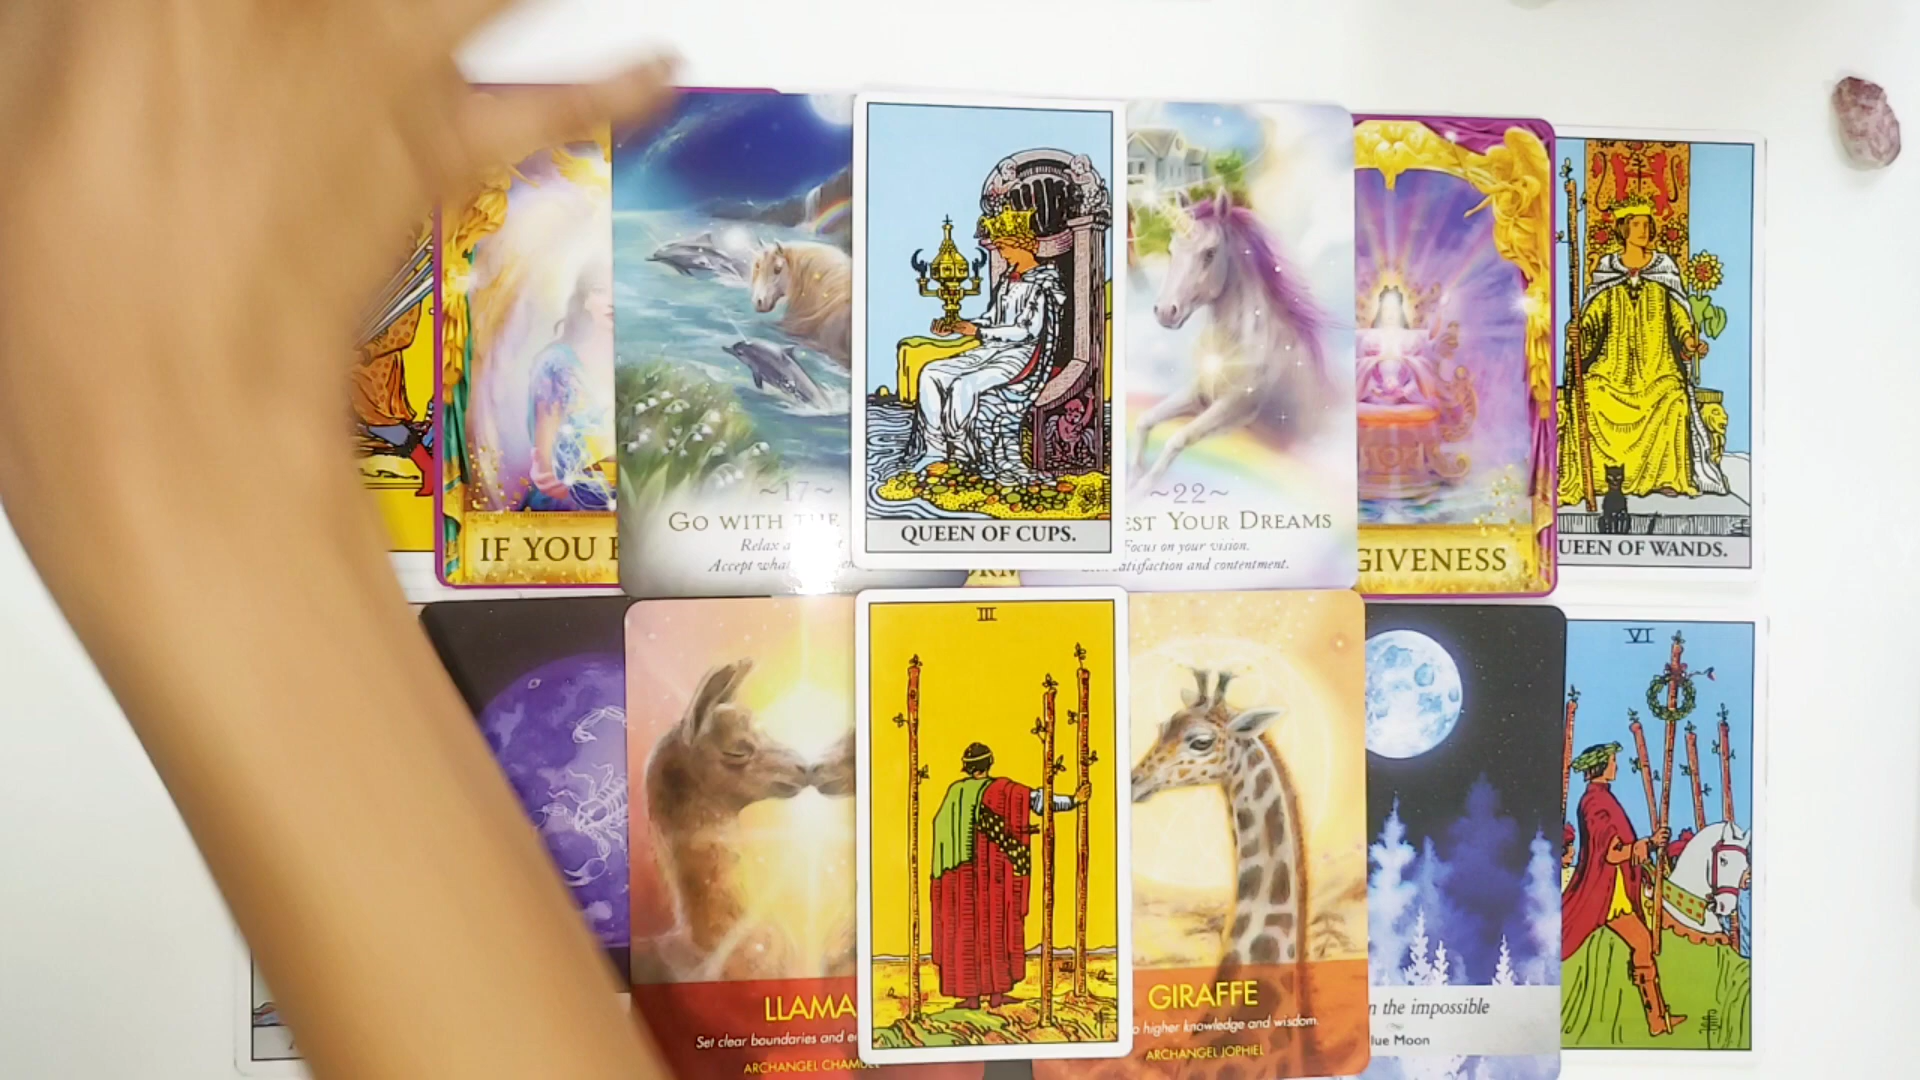 ~17~
GO WITH THE
Relax a
Accept what
QUEEN OF CUPS.
~22~
EST YOUR DREAMS
Focus on your vision.
satisfaction and contentment.
IF YOU
GIVENESS
UEEN OF WANDS.
III
VI
LLAMA
Set clear boundaries and e
ARCHANGEL CHAMUEL
GIRAFFE
o higher knowledge and wisdom.
ARCHANGEL JOPHIEL
n the impossible
lue Moon